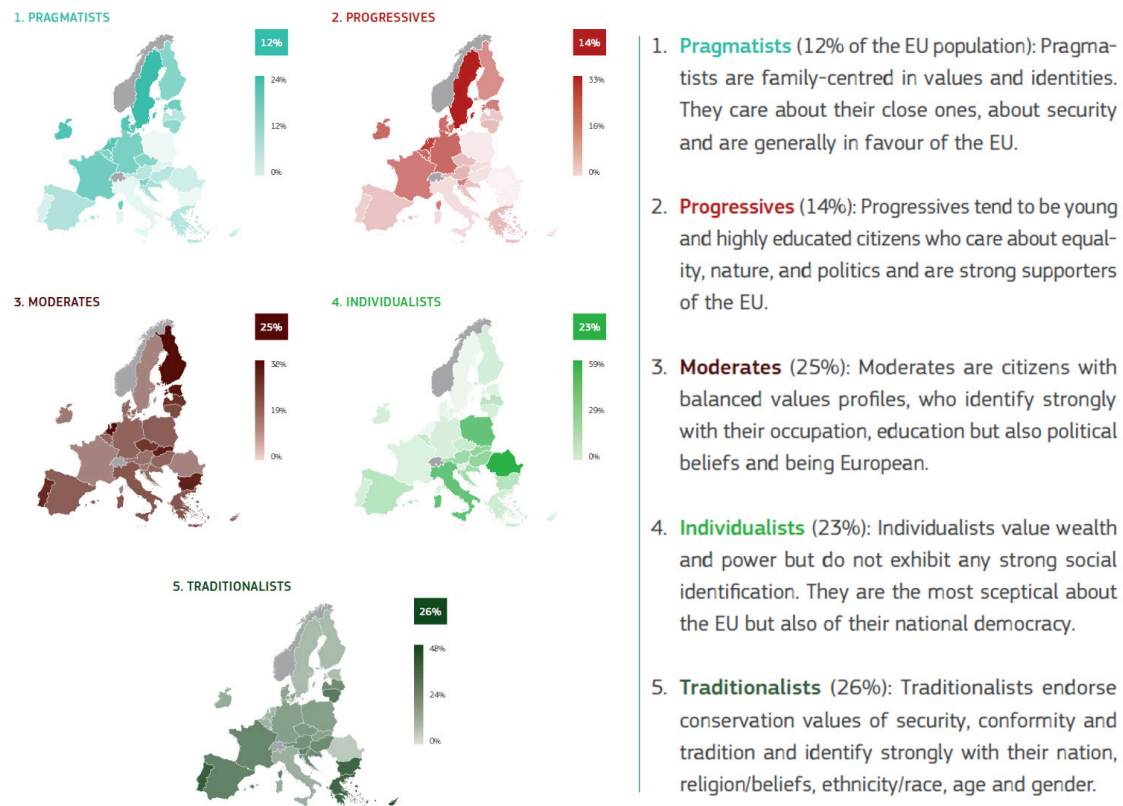 1. PRAGMATISTS
12%
24%
12%
0%
2. PROGRESSIVES
14%
33%
16%
0%
3. MODERATES
25%
38%
19%
0%
4. INDIVIDUALISTS
23%
59%
29%
0%
5. TRADITIONALISTS
26%
48%
24%
0%
1. Pragmatists (12% of the EU population): Pragma-
tists are family-centred in values and identities.
They care about their close ones, about security
and are generally in favour of the EU.
2. Progressives (14%): Progressives tend to be young
and highly educated citizens who care about equal-
ity, nature, and politics and are strong supporters
of the EU.
3. Moderates (25%): Moderates are citizens with
balanced values profiles, who identify strongly
with their occupation, education but also political
beliefs and being European.
4. Individualists (23%): Individualists value wealth
and power but do not exhibit any strong social
identification. They are the most sceptical about
the EU but also of their national democracy.
5. Traditionalists (26%): Traditionalists endorse
conservation values of security, conformity and
tradition and identify strongly with their nation,
religion/beliefs, ethnicity/race, age and gender.